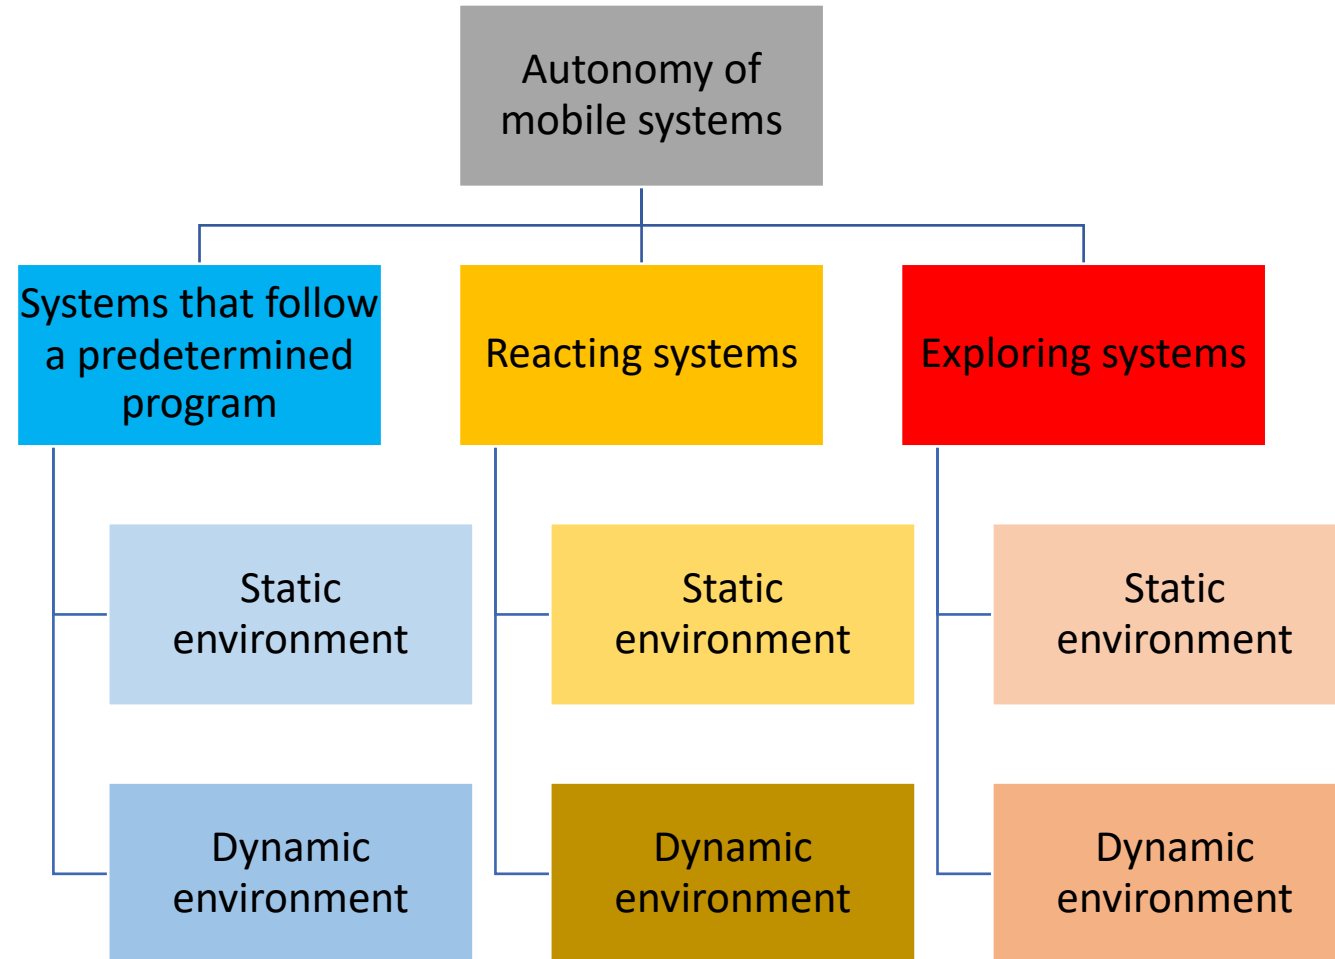 Autonomy of
mobile systems
Systems that follow
a predetermined
program
Reacting systems
Exploring systems
Static
environment
Static
environment
Static
environment
Dynamic
environment
Dynamic
environment
Dynamic
environment